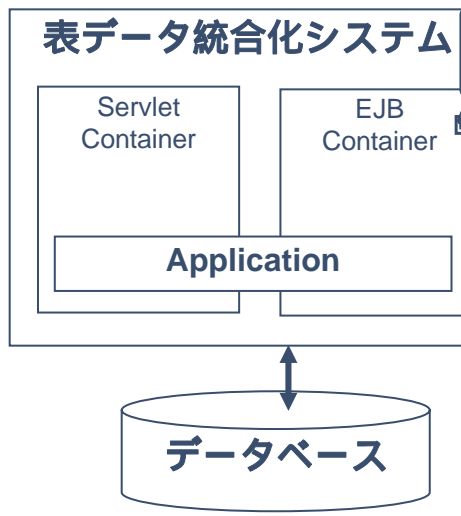 表データ統合化システム
Servlet
Container
EJB
Container
Application
データベース